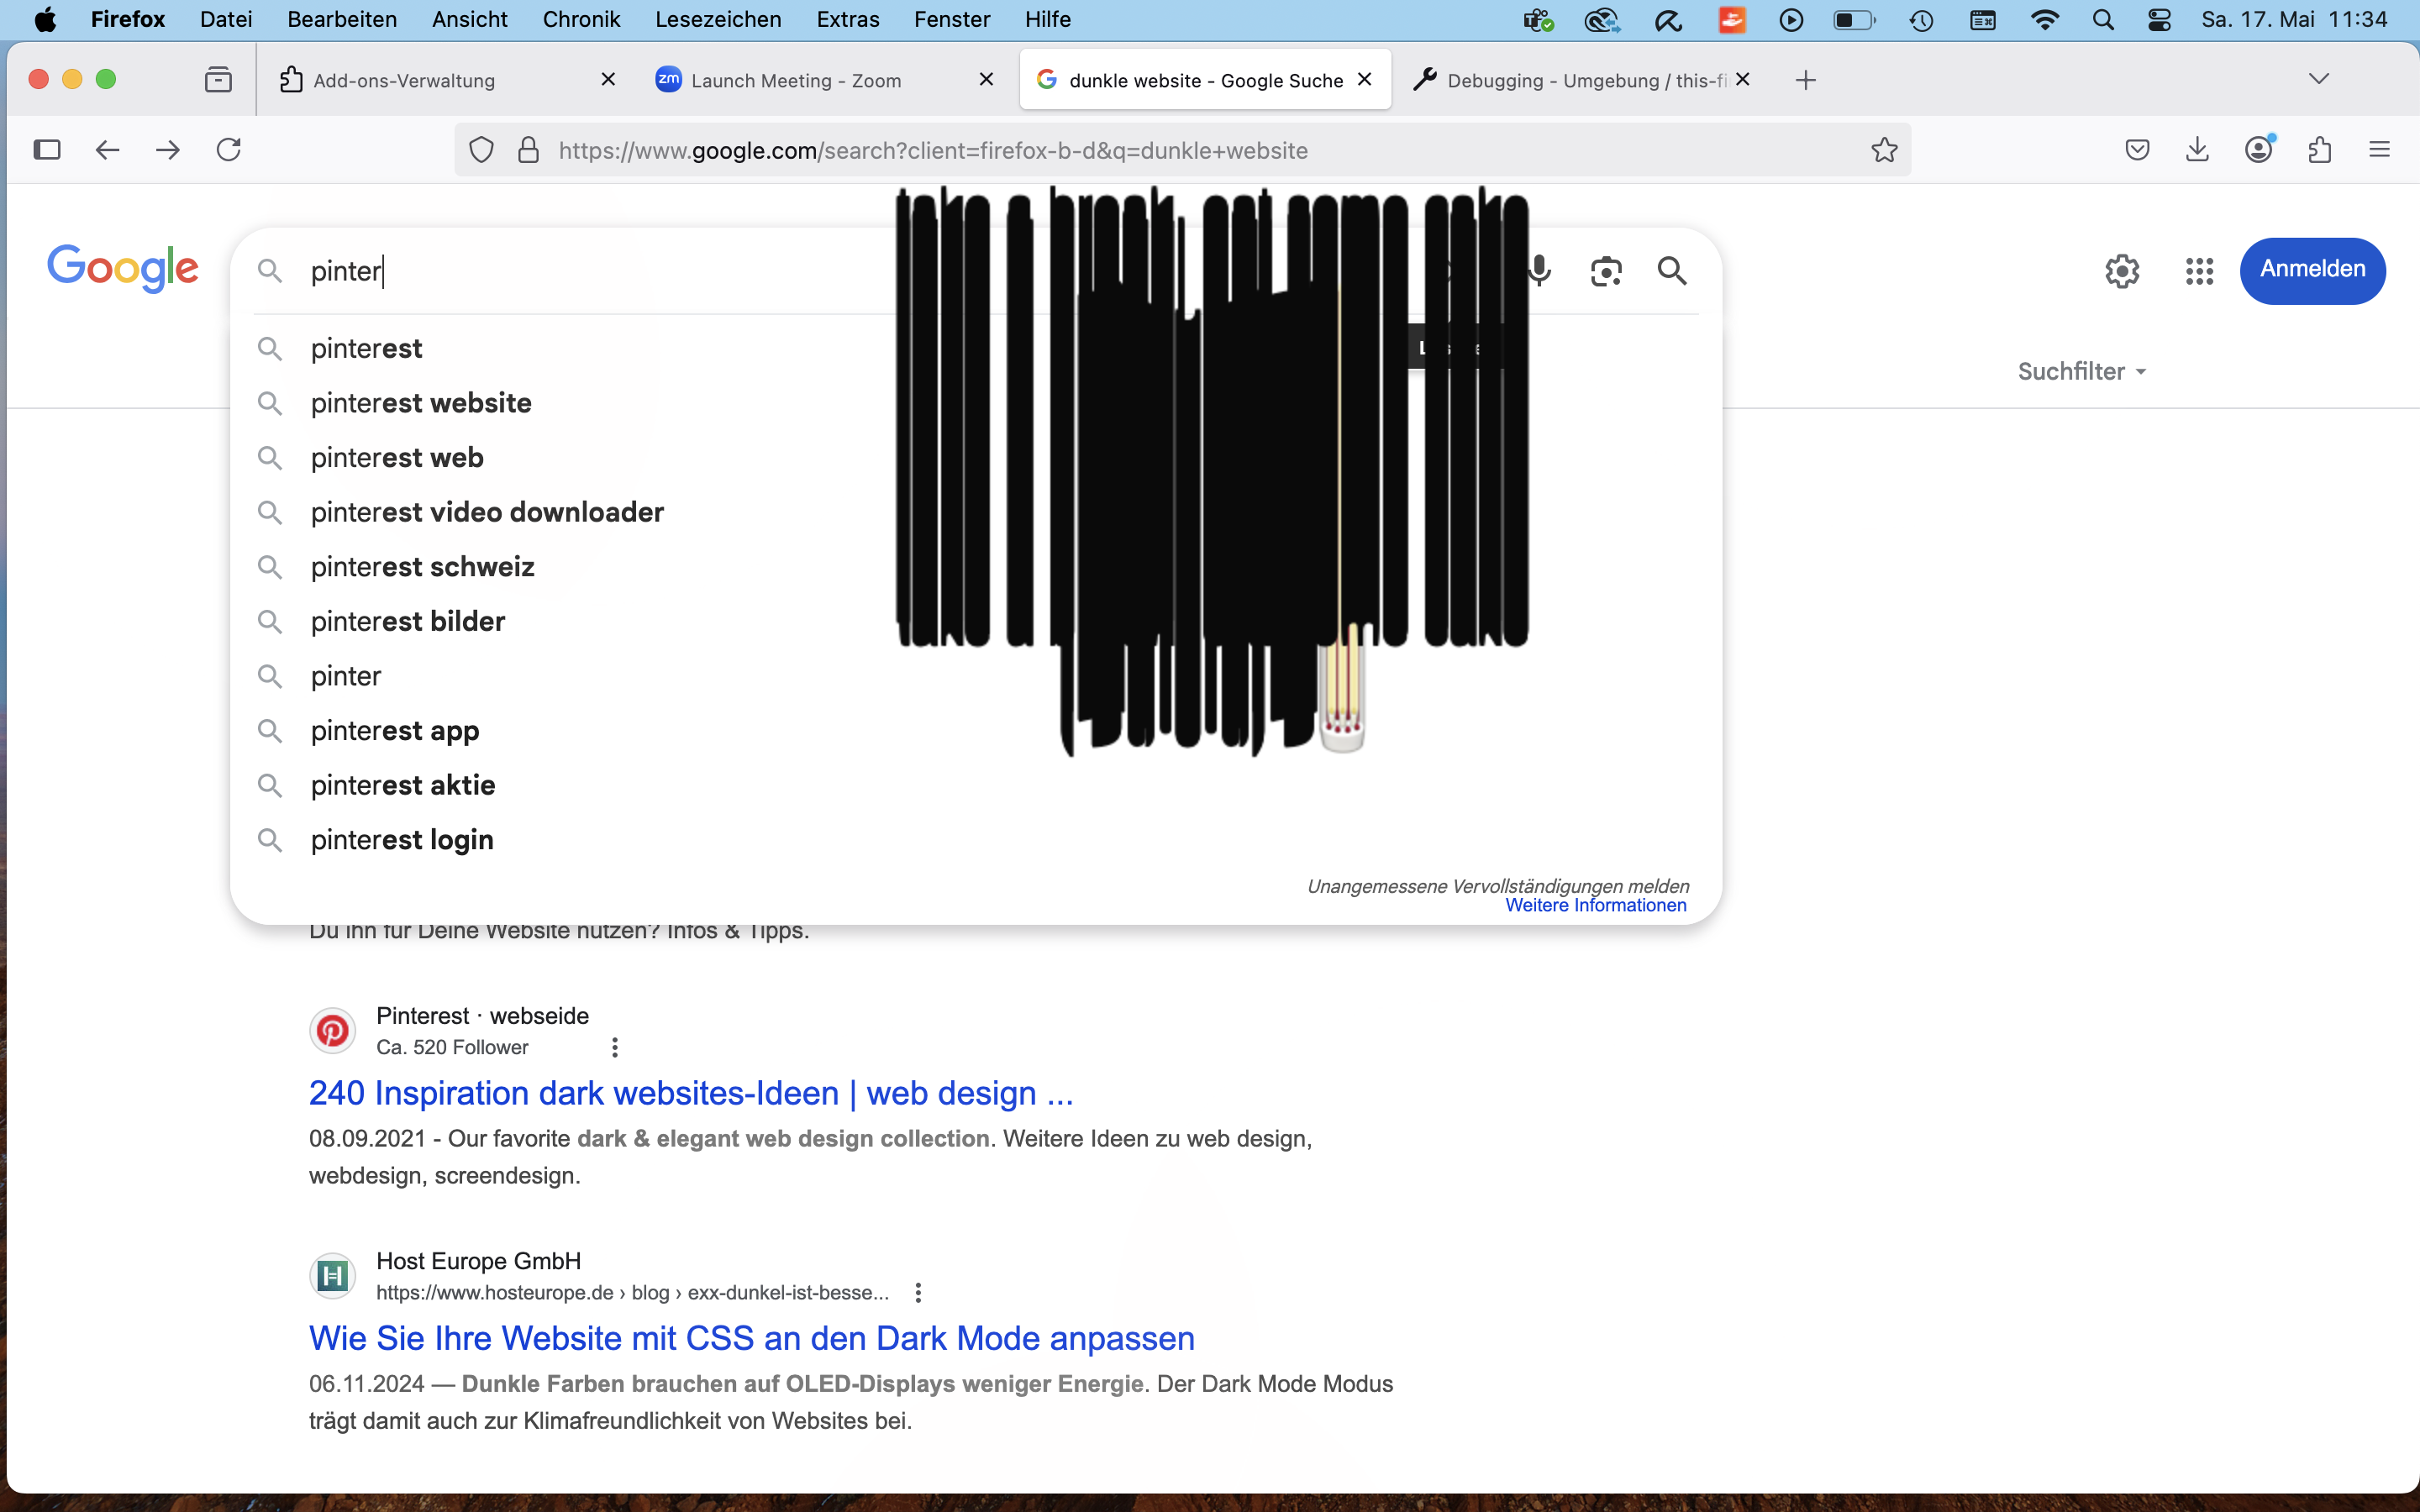 Firefox Datei Bearbeiten Ansicht Chronik Lesezeichen Extras Fenster Hilfe Sa. 17. Mai 11:34
Add-ons-Verwaltung
zm Launch Meeting - Zoom
dunkle website - Google Suche
Debugging - Umgebung / this-fi
https://www.google.com/search?client=firefox-b-d&q=dunkle+website
take a break, eat some cake
Google
pinter
Anmelden
Suchfilter
pinterest
pinterest website
pinterest web
pinterest video downloader
pinterest schweiz
pinterest bilder
pinter
pinterest app
pinterest aktie
pinterest login
Unangemessene Vervollständigungen melden
Weitere Informationen
Du ihn für Deine Website nutzen? Infos & Tipps.
Pinterest · webseide
Ca. 520 Follower
240 Inspiration dark websites-Ideen | web design ...
08.09.2021 - Our favorite dark & elegant web design collection. Weitere Ideen zu web design,
webdesign, screendesign.
Host Europe GmbH
https://www.hosteurope.de › blog › exx-dunkel-ist-besse...
Wie Sie Ihre Website mit CSS an den Dark Mode anpassen
06.11.2024 — Dunkle Farben brauchen auf OLED-Displays weniger Energie. Der Dark Mode Modus
trägt damit auch zur Klimafreundlichkeit von Websites bei.